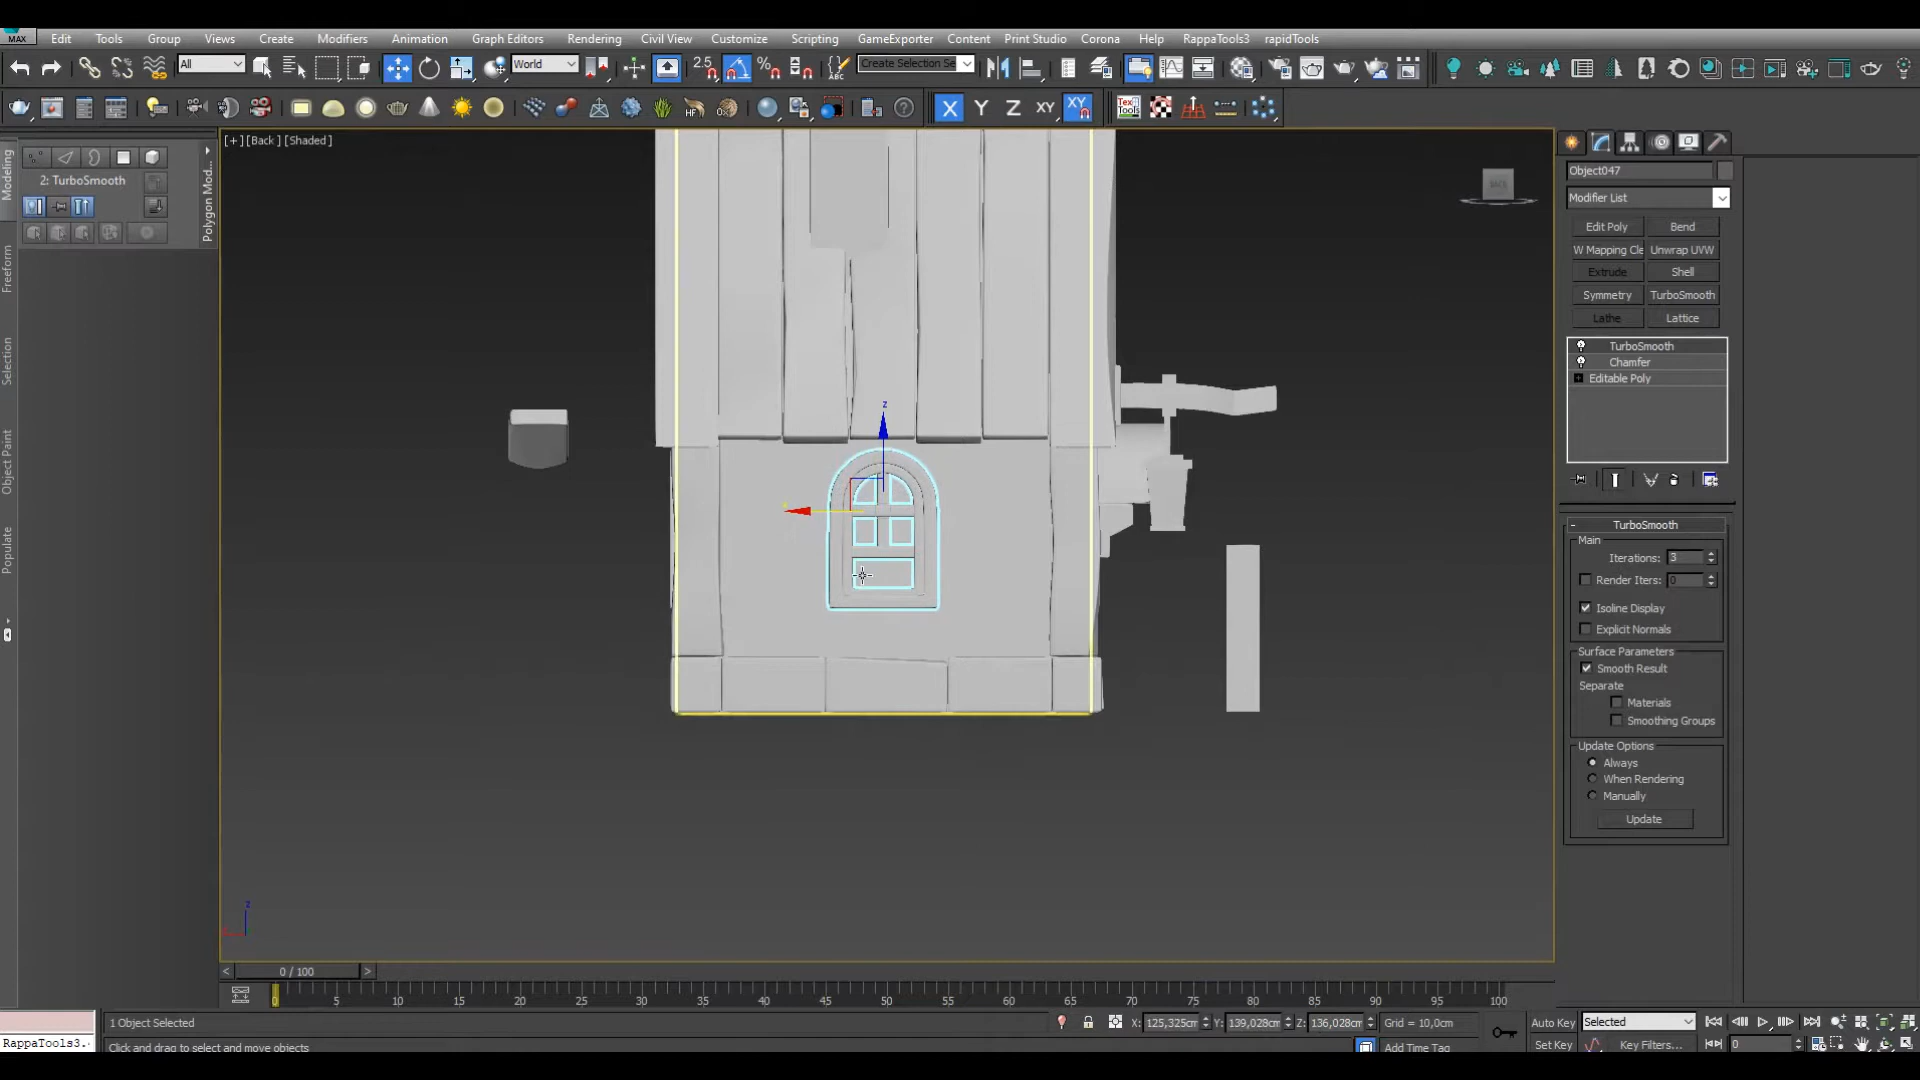 MAX Edit Tools Group Views Create Modifiers Animation Graph Editors Rendering Civil View Customize Scripting GameExporter Content Print Studio Corona Help RappaTools3 rapidTools
All World 2.5 Create Selection Se
X Y Z XY XY
[+] [Back] [Shaded]
Modeling
Freeform
Selection
Object Paint
Populate
2: TurboSmooth
Polygon Mod...
Object047
Modifier List
Edit Poly Bend
W Mapping Cle Unwrap UVW
Extrude Shell
Symmetry TurboSmooth
Lathe Lattice
TurboSmooth
Chamfer
Editable Poly
TurboSmooth
Main
Iterations: 3
Render Iters: 0
Isoline Display
Explicit Normals
Surface Parameters
Smooth Result
Separate
Materials
Smoothing Groups
Update Options
Always
When Rendering
Manually
Update
z
z
0 / 100
0 5 10 15 20 25 30 35 40 45 50 55 60 65 70 75 80 85 90 95 100
1 Object Selected X: 125,325cm Y: 139,028cm Z: 136,028cm Grid = 10,0cm Auto Key Selected
RappaTools3. Click and drag to select and move objects Add Time Tag Set Key Key Filters... 0